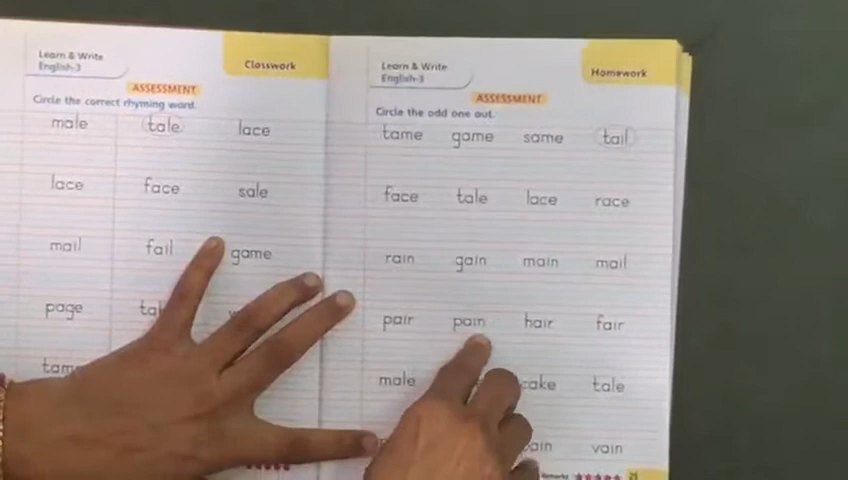 Learn & Write
English-3
Classwork
ASSESSMENT
Circle the correct rhyming word.
male tale lace
lace face sale
mail fail game
page
Learn & Write
English-3
Homework
ASSESSMENT
Circle the odd one out.
tame game same tail
face tale lace race
rain gain main mail
pair pain hair fair
male cake tale
vain
Remarks